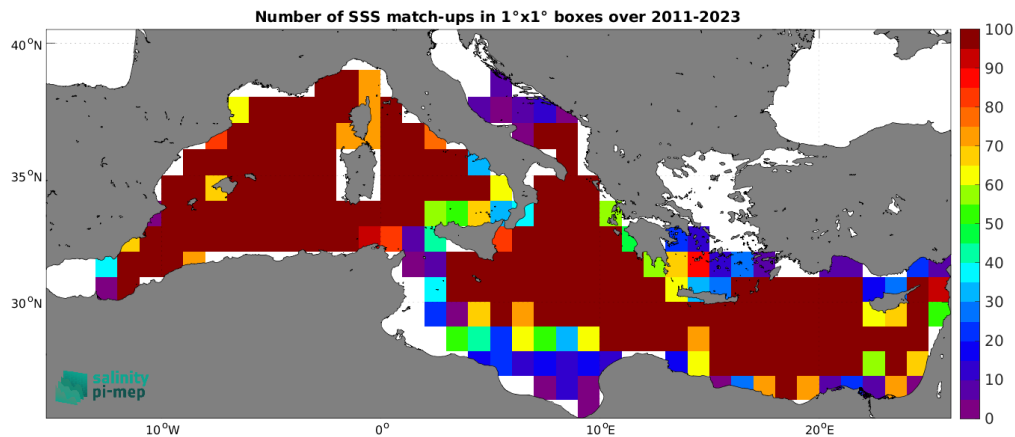 Number of SSS match-ups in 1°x1° boxes over 2011-2023
40°N
35°N
30°N
10°W
0°
10°E
20°E
100
90
80
70
60
50
40
30
20
10
0
salinity
pi-mep